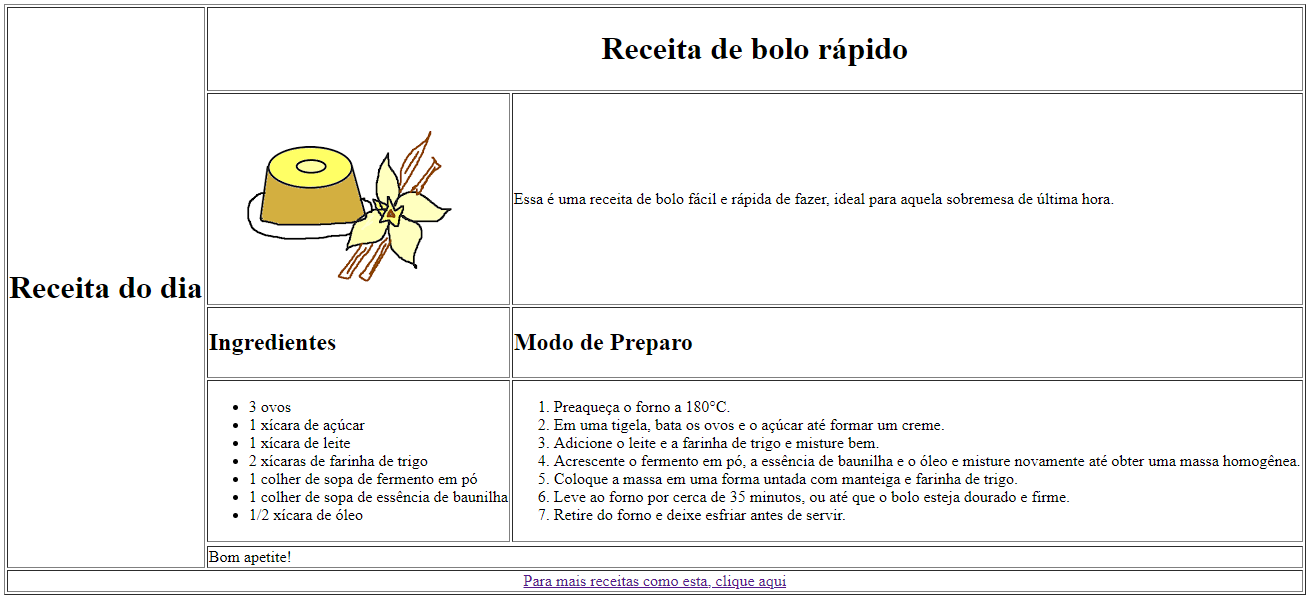 Receita do dia
Receita de bolo rápido
Essa é uma receita de bolo fácil e rápida de fazer, ideal para aquela sobremesa de última hora.
Ingredientes
Modo de Preparo
3 ovos
1 xícara de açúcar
1 xícara de leite
2 xícaras de farinha de trigo
1 colher de sopa de fermento em pó
1 colher de sopa de essência de baunilha
1/2 xícara de óleo
1. Preaqueça o forno a 180°C.
2. Em uma tigela, bata os ovos e o açúcar até formar um creme.
3. Adicione o leite e a farinha de trigo e misture bem.
4. Acrescente o fermento em pó, a essência de baunilha e o óleo e misture novamente até obter uma massa homogênea.
5. Coloque a massa em uma forma untada com manteiga e farinha de trigo.
6. Leve ao forno por cerca de 35 minutos, ou até que o bolo esteja dourado e firme.
7. Retire do forno e deixe esfriar antes de servir.
Bom apetite!
Para mais receitas como esta, clique aqui